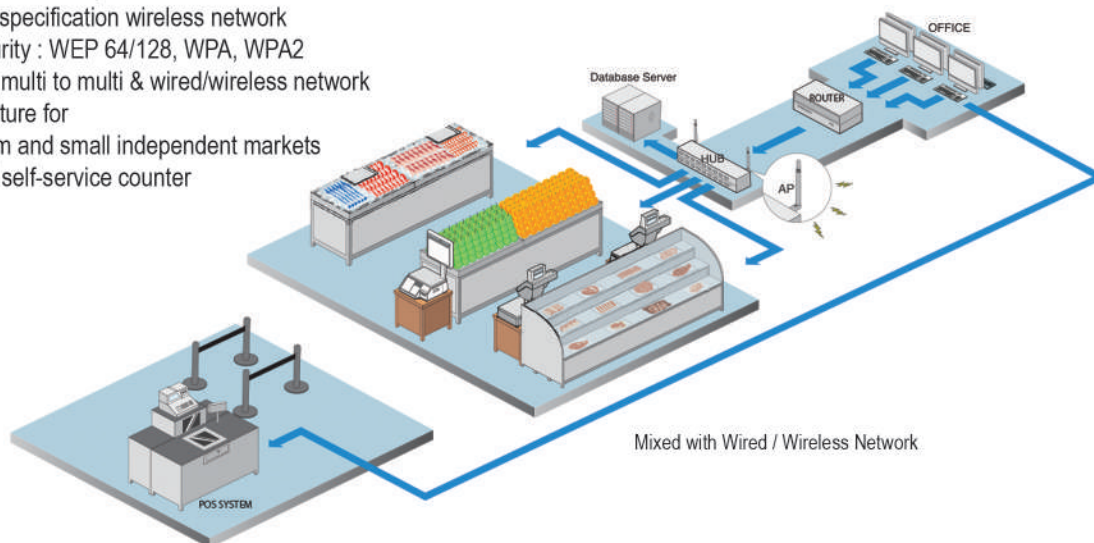 specification wireless network
urity : WEP 64/128, WPA, WPA2
multi to multi & wired/wireless network
ture for
m and small independent markets
self-service counter
OFFICE
Database Server
ROUTER
HUB
AP
Mixed with Wired / Wireless Network
POS SYSTEM